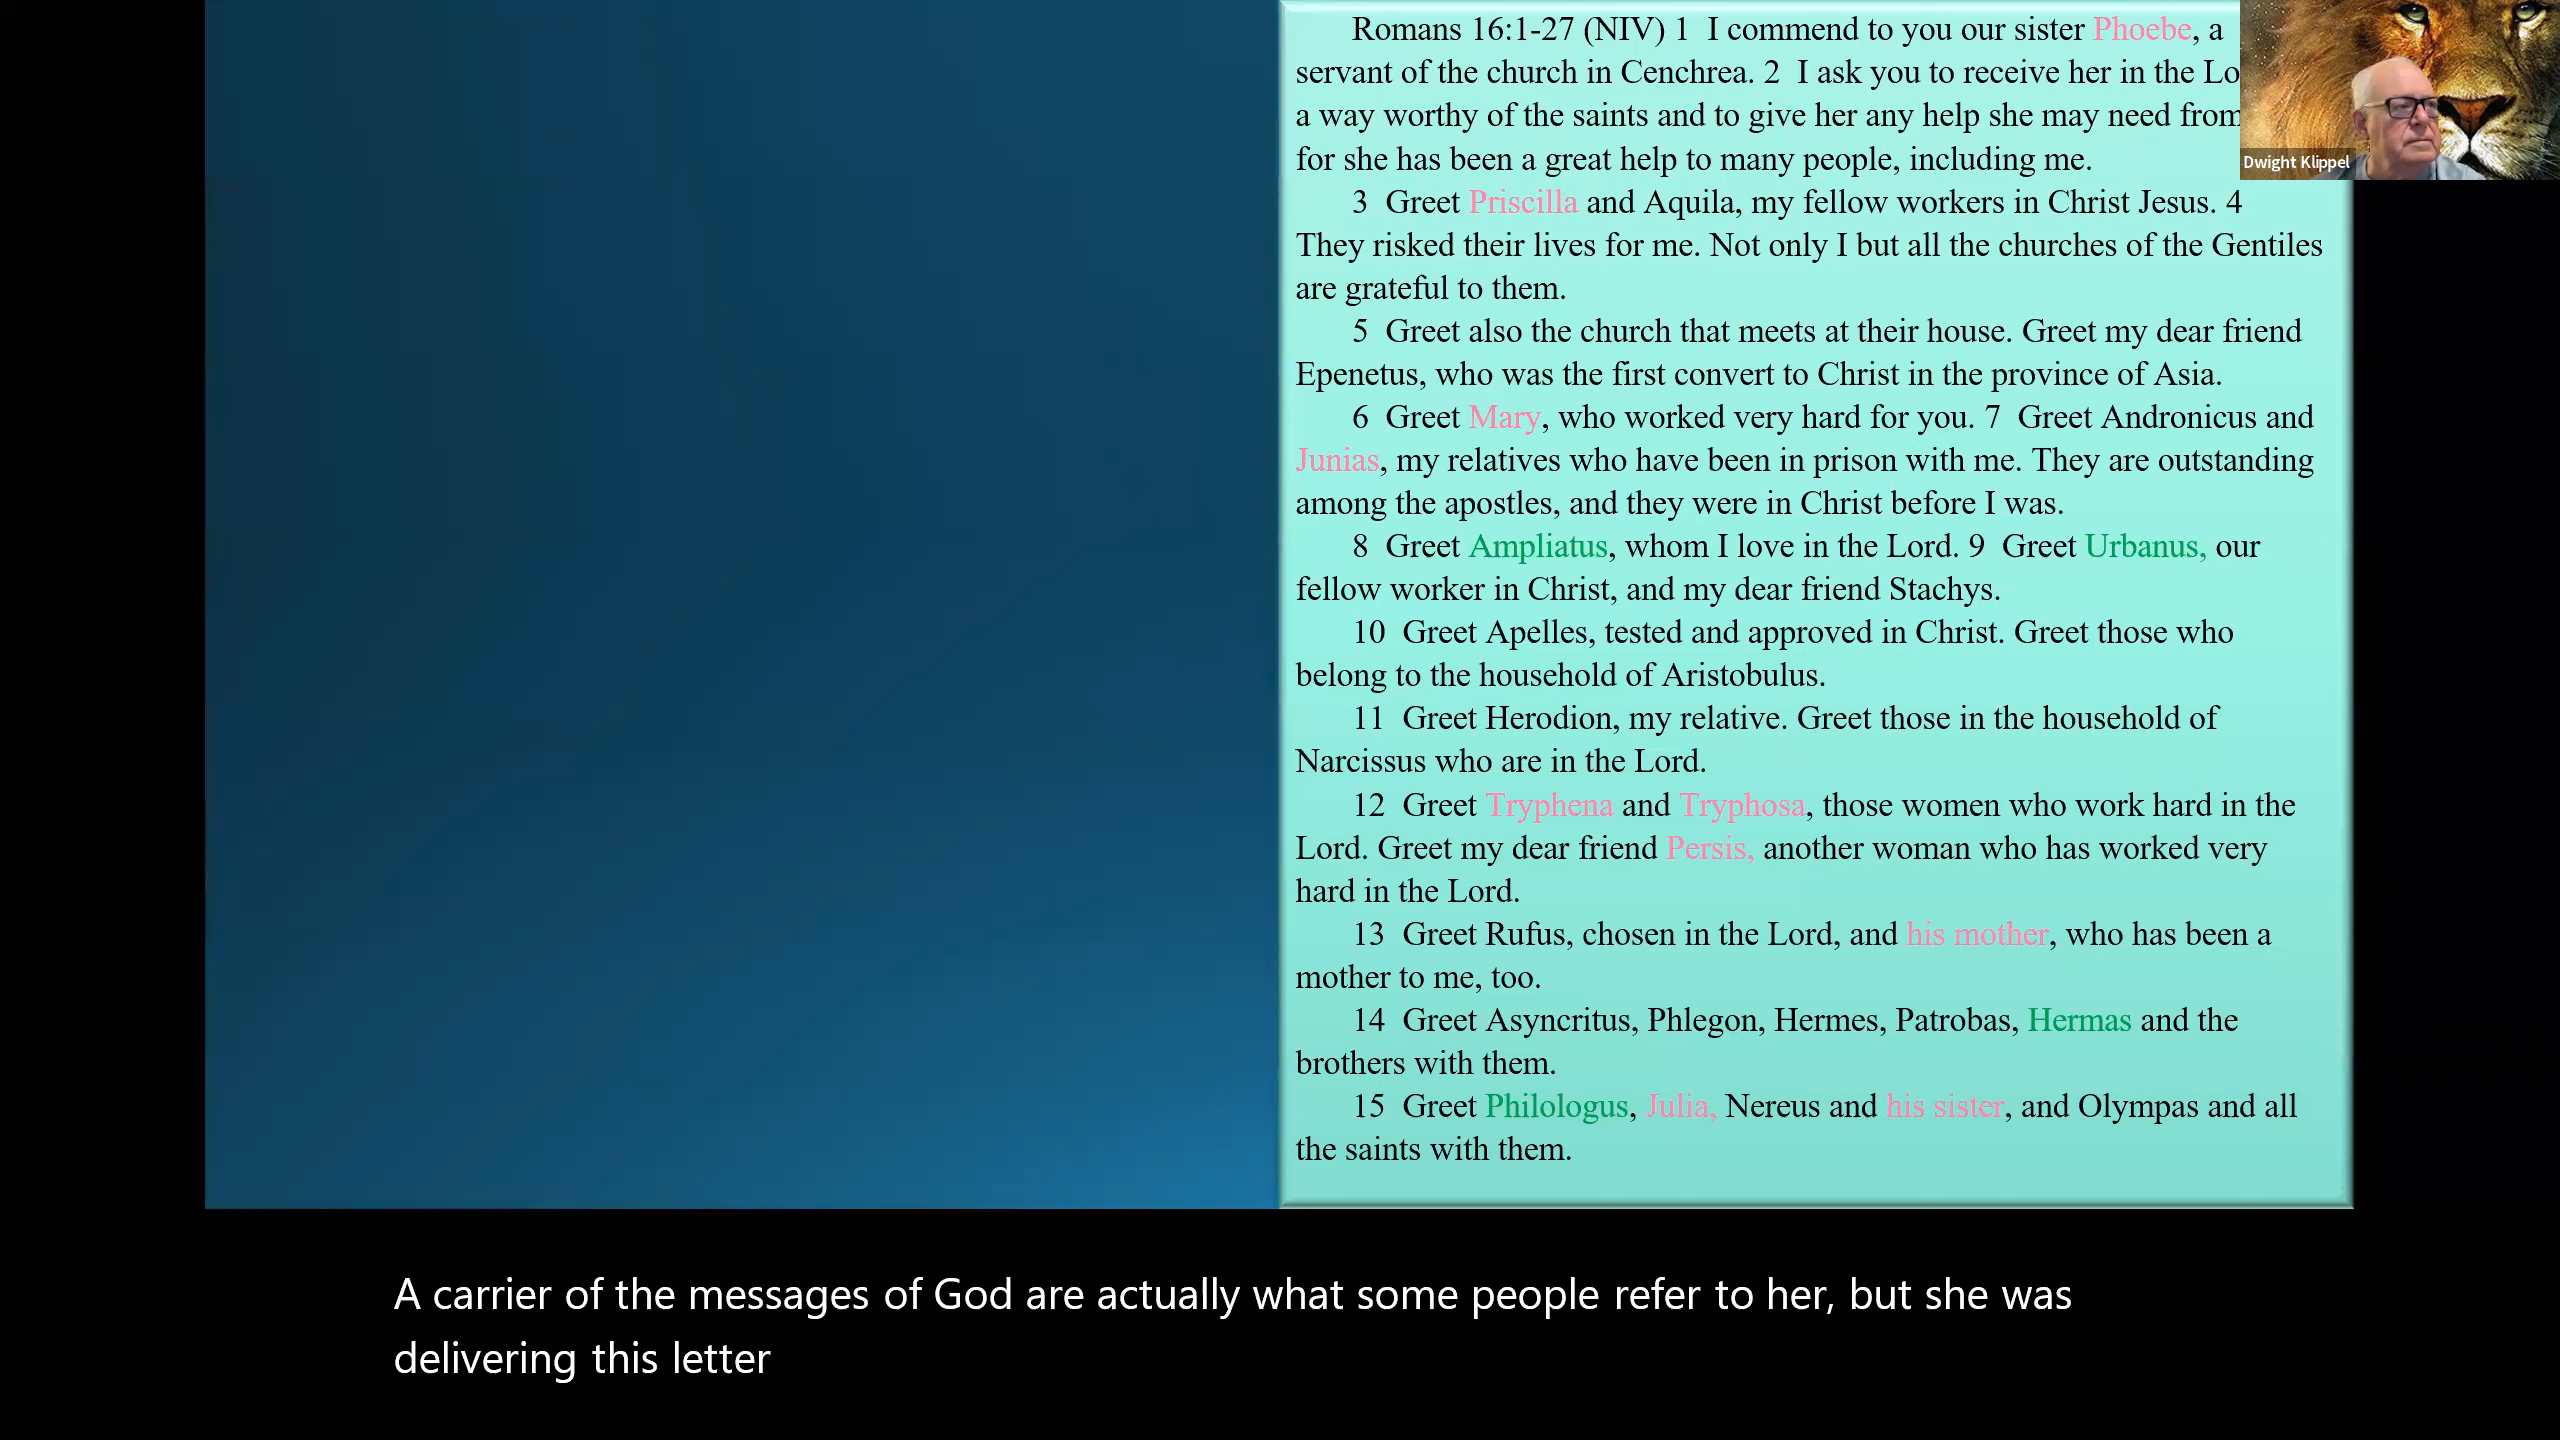 Romans 16:1-27 (NIV) 1  I commend to you our sister Phoebe, a
servant of the church in Cenchrea. 2  I ask you to receive her in the Lo
a way worthy of the saints and to give her any help she may need from
for she has been a great help to many people, including me.
3  Greet Priscilla and Aquila, my fellow workers in Christ Jesus. 4
They risked their lives for me. Not only I but all the churches of the Gentiles
are grateful to them.
5  Greet also the church that meets at their house. Greet my dear friend
Epenetus, who was the first convert to Christ in the province of Asia.
6  Greet Mary, who worked very hard for you. 7  Greet Andronicus and
Junias, my relatives who have been in prison with me. They are outstanding
among the apostles, and they were in Christ before I was.
8  Greet Ampliatus, whom I love in the Lord. 9  Greet Urbanus, our
fellow worker in Christ, and my dear friend Stachys.
10  Greet Apelles, tested and approved in Christ. Greet those who
belong to the household of Aristobulus.
11  Greet Herodion, my relative. Greet those in the household of
Narcissus who are in the Lord.
12  Greet Tryphena and Tryphosa, those women who work hard in the
Lord. Greet my dear friend Persis, another woman who has worked very
hard in the Lord.
13  Greet Rufus, chosen in the Lord, and his mother, who has been a
mother to me, too.
14  Greet Asyncritus, Phlegon, Hermes, Patrobas, Hermas and the
brothers with them.
15  Greet Philologus, Julia, Nereus and his sister, and Olympas and all
the saints with them.
Dwight Klippel
A carrier of the messages of God are actually what some people refer to her, but she was
delivering this letter